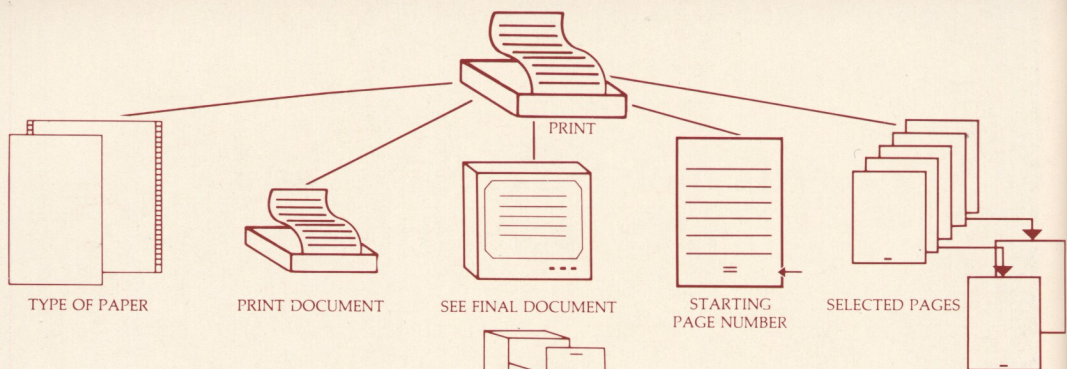 PRINT
TYPE OF PAPER
PRINT DOCUMENT
SEE FINAL DOCUMENT
STARTING
PAGE NUMBER
SELECTED PAGES